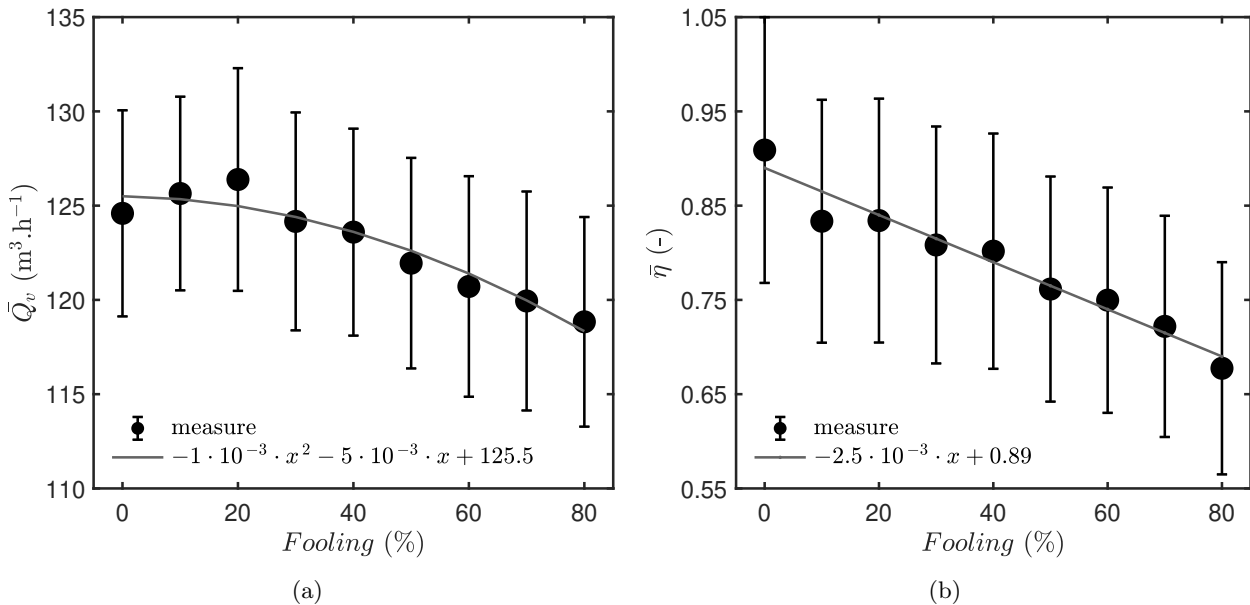 135
130
125
120
115
110
Q̄ᵥ (m³.h⁻¹)
measure
−1 · 10⁻³ · x² − 5 · 10⁻³ · x + 125.5
0 20 40 60 80
Fooling (%)
(a)
1.05
0.95
0.85
0.75
0.65
0.55
η̄ (-)
measure
−2.5 · 10⁻³ · x + 0.89
0 20 40 60 80
Fooling (%)
(b)